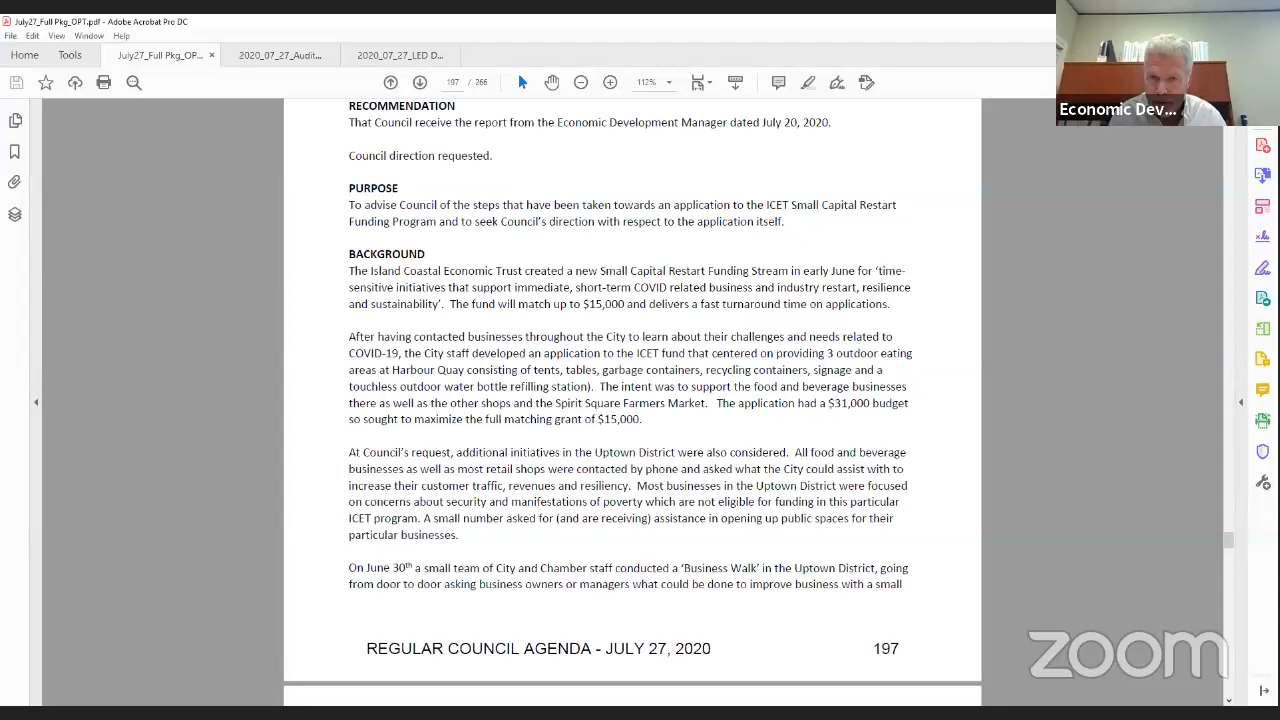 July27_Full Pkg_OPT.pdf - Adobe Acrobat Pro DC
File Edit View Window Help
Home Tools July27_Full Pkg_OP... × 2020_07_27_Audit... 2020_07_27_LED D...
197 / 266 112%
Economic Dev...
RECOMMENDATION
That Council receive the report from the Economic Development Manager dated July 20, 2020.
Council direction requested.
PURPOSE
To advise Council of the steps that have been taken towards an application to the ICET Small Capital Restart
Funding Program and to seek Council's direction with respect to the application itself.
BACKGROUND
The Island Coastal Economic Trust created a new Small Capital Restart Funding Stream in early June for 'time-
sensitive initiatives that support immediate, short-term COVID related business and industry restart, resilience
and sustainability'. The fund will match up to $15,000 and delivers a fast turnaround time on applications.
After having contacted businesses throughout the City to learn about their challenges and needs related to
COVID-19, the City staff developed an application to the ICET fund that centered on providing 3 outdoor eating
areas at Harbour Quay consisting of tents, tables, garbage containers, recycling containers, signage and a
touchless outdoor water bottle refilling station). The intent was to support the food and beverage businesses
there as well as the other shops and the Spirit Square Farmers Market. The application had a $31,000 budget
so sought to maximize the full matching grant of $15,000.
At Council's request, additional initiatives in the Uptown District were also considered. All food and beverage
businesses as well as most retail shops were contacted by phone and asked what the City could assist with to
increase their customer traffic, revenues and resiliency. Most businesses in the Uptown District were focused
on concerns about security and manifestations of poverty which are not eligible for funding in this particular
ICET program. A small number asked for (and are receiving) assistance in opening up public spaces for their
particular businesses.
On June 30th a small team of City and Chamber staff conducted a 'Business Walk' in the Uptown District, going
from door to door asking business owners or managers what could be done to improve business with a small
REGULAR COUNCIL AGENDA - JULY 27, 2020 197
zoom